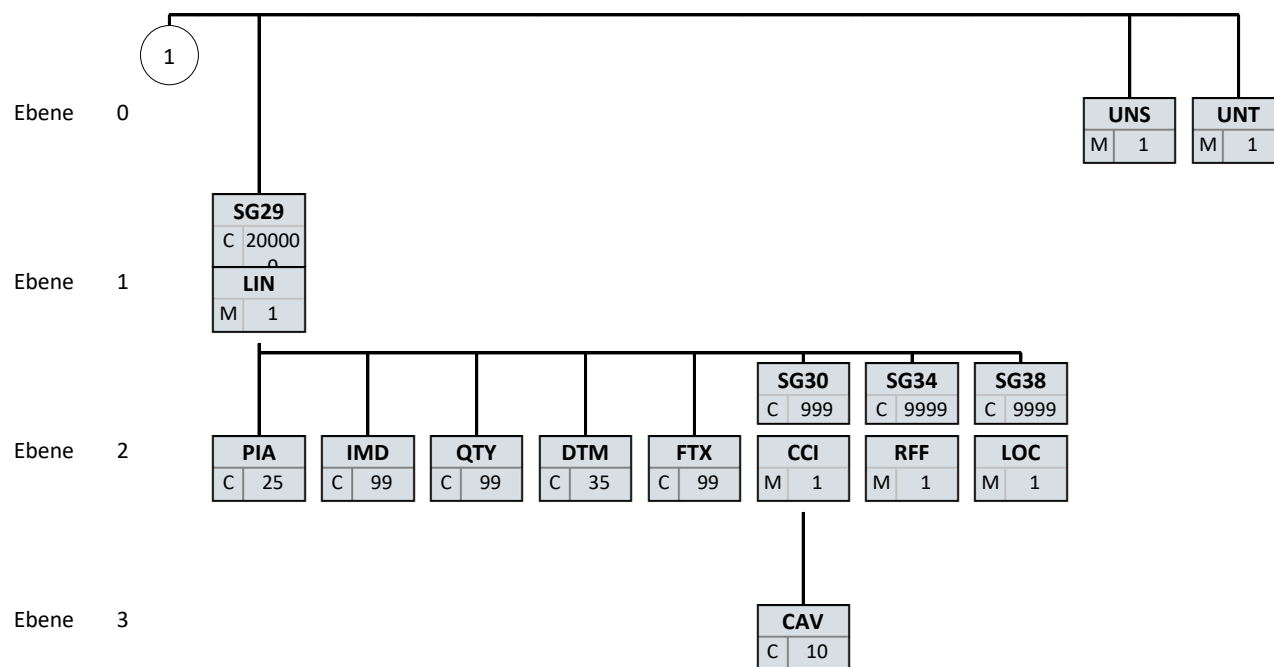 1
Ebene 0
UNS UNT
M 1 M 1
SG29
C 20000
0
Ebene 1
LIN
M 1
SG30 SG34 SG38
C 999 C 9999 C 9999
Ebene 2
PIA IMD QTY DTM FTX CCI RFF LOC
C 25 C 99 C 99 C 35 C 99 M 1 M 1 M 1
Ebene 3
CAV
C 10